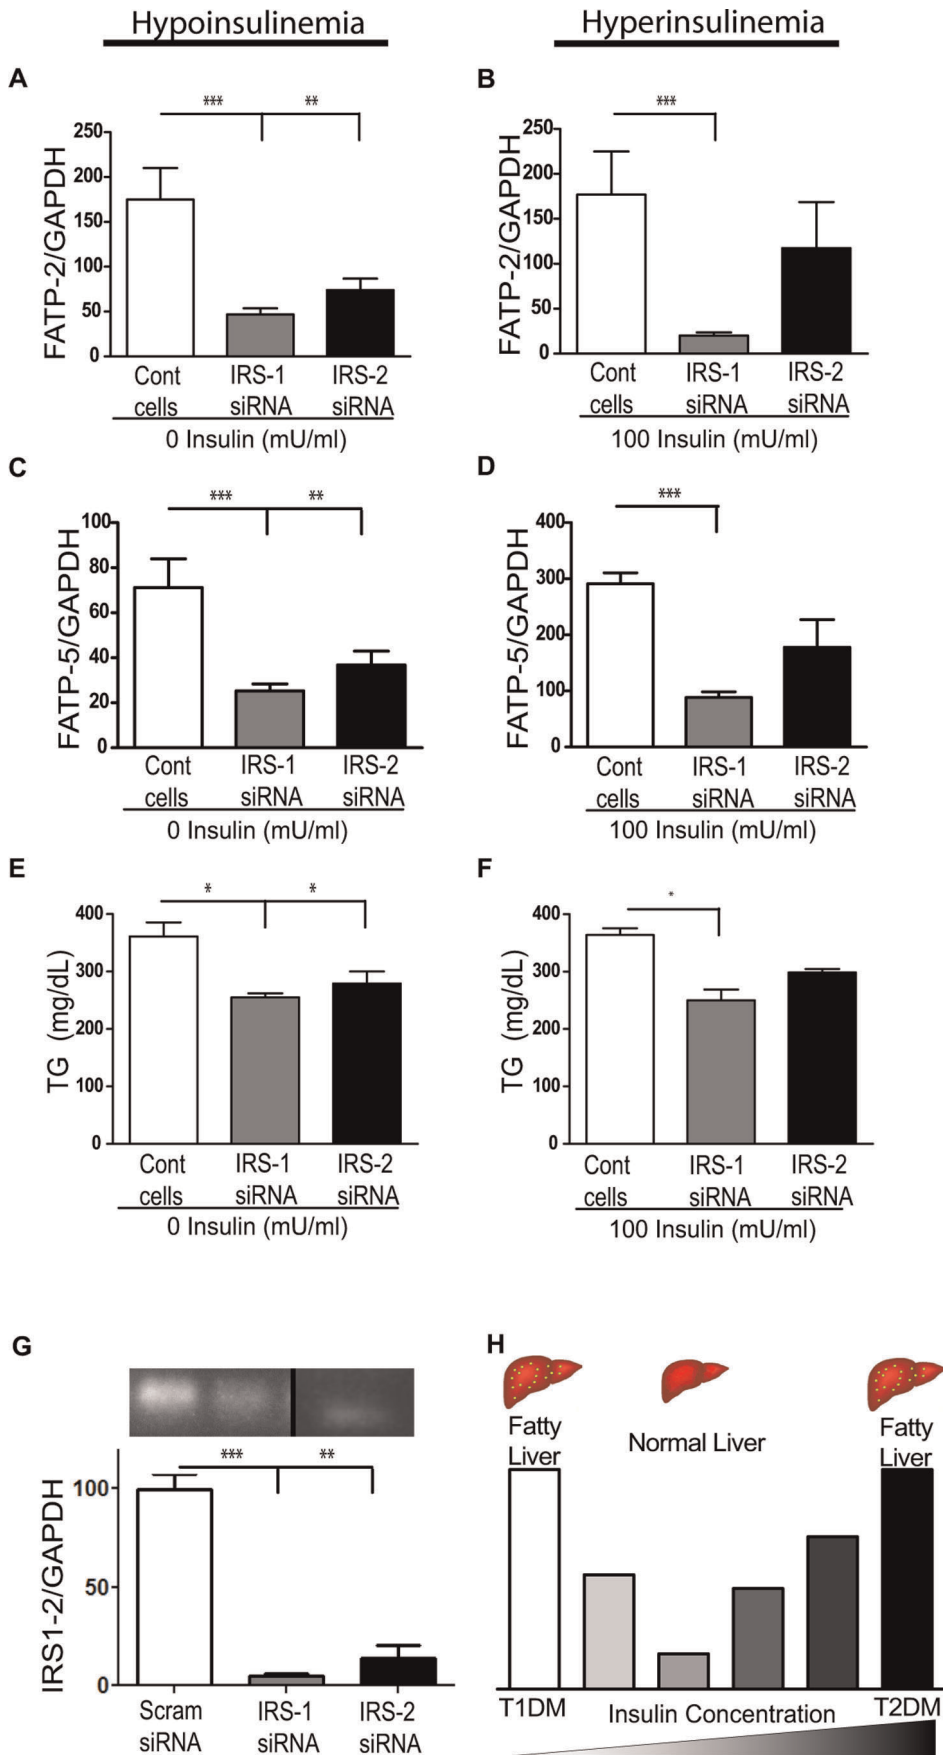 Hypoinsulinemia
Hyperinsulinemia
A
***
**
FATP-2/GAPDH
250
200
150
100
50
0
Cont
cells
IRS-1
siRNA
IRS-2
siRNA
0 Insulin (mU/ml)
B
***
FATP-2/GAPDH
250
200
150
100
50
0
Cont
cells
IRS-1
siRNA
IRS-2
siRNA
100 Insulin (mU/ml)
C
***
**
FATP-5/GAPDH
100
80
60
40
20
0
Cont
cells
IRS-1
siRNA
IRS-2
siRNA
0 Insulin (mU/ml)
D
***
FATP-5/GAPDH
400
300
200
100
0
Cont
cells
IRS-1
siRNA
IRS-2
siRNA
100 Insulin (mU/ml)
E
*
*
TG (mg/dL)
400
300
200
100
0
Cont
cells
IRS-1
siRNA
IRS-2
siRNA
0 Insulin (mU/ml)
F
*
TG (mg/dL)
400
300
200
100
0
Cont
cells
IRS-1
siRNA
IRS-2
siRNA
100 Insulin (mU/ml)
G
***
**
IRS1-2/GAPDH
100
50
0
Scram
siRNA
IRS-1
siRNA
IRS-2
siRNA
H
Fatty
Liver
Normal Liver
Fatty
Liver
T1DM
Insulin Concentration
T2DM